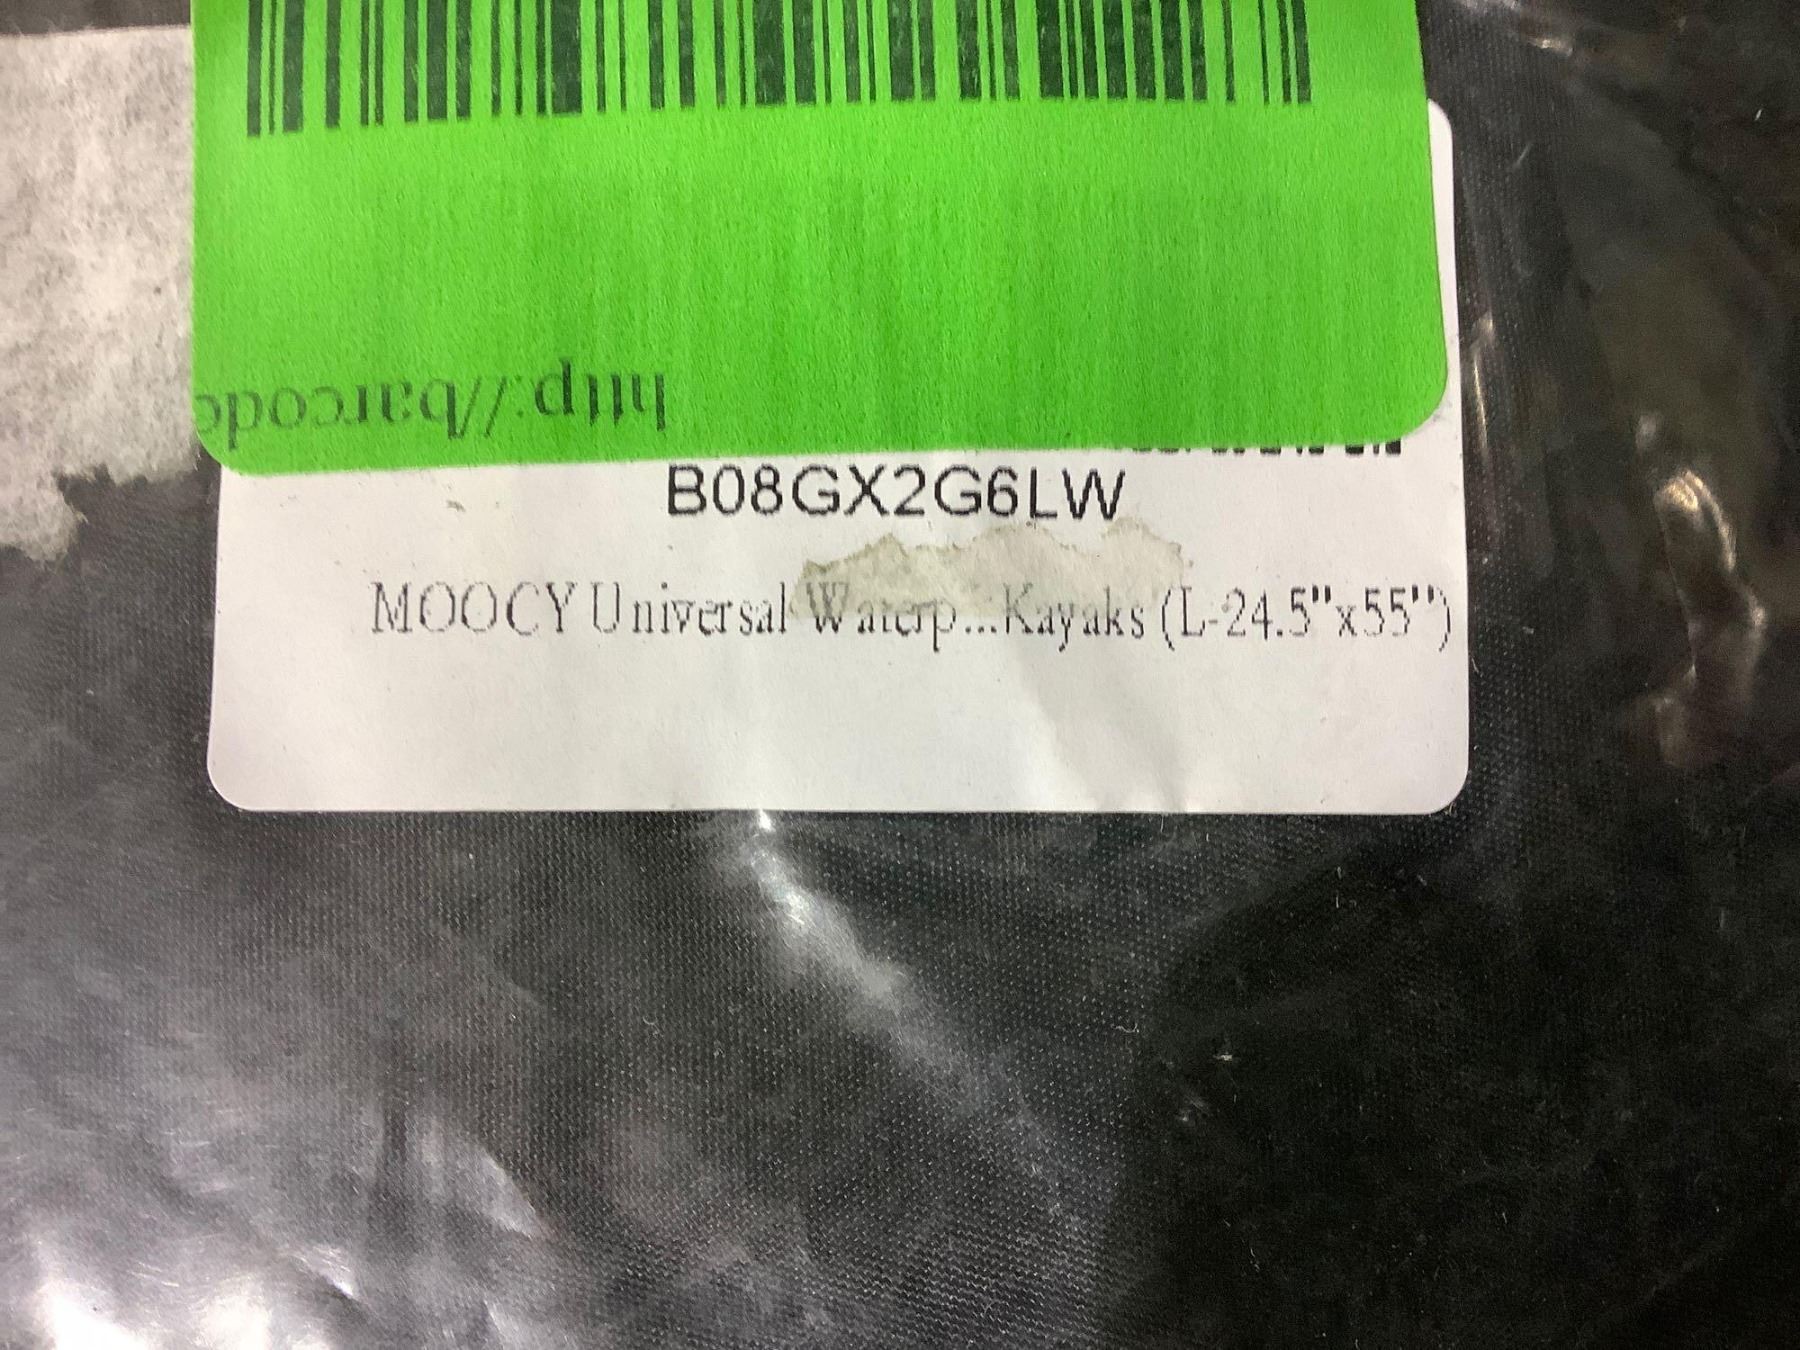 http://barcode
B08GX2G6LW
MOOCY Universal Waterp...Kayaks (L-24.5"x55")